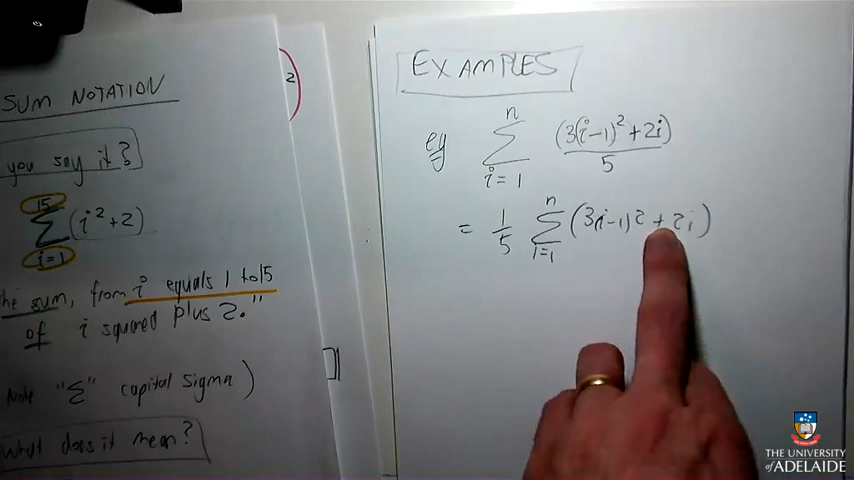 SUM NOTATION
you say it?
15
Σ (i² + 2)
i=1
the sum, from i equals 1 to 15
of i squared plus 2."
Note "Σ" capital sigma)
What does it mean?
2
EXAMPLES
eg n
Σ (3(i-1)² + 2i)
i=1 5
= 1/5 n Σ i=1 (3(i-1)² + 2i)
THE UNIVERSITY
of ADELAIDE